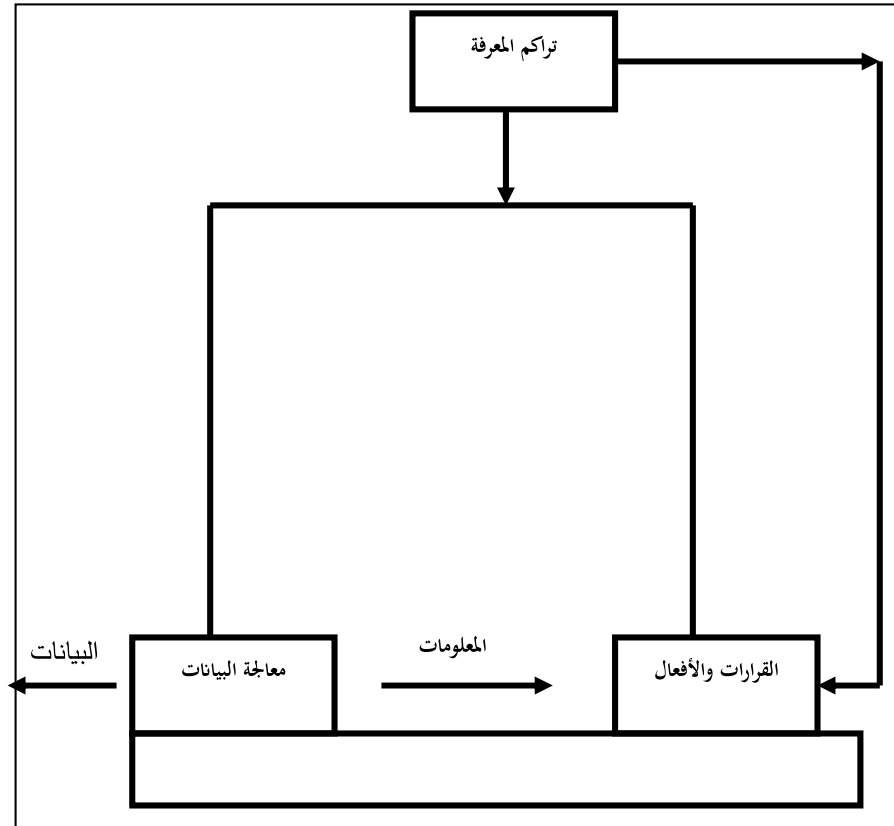 تراكم المعرفة
البيانات
معالجة البيانات
المعلومات
القرارات والأفعال